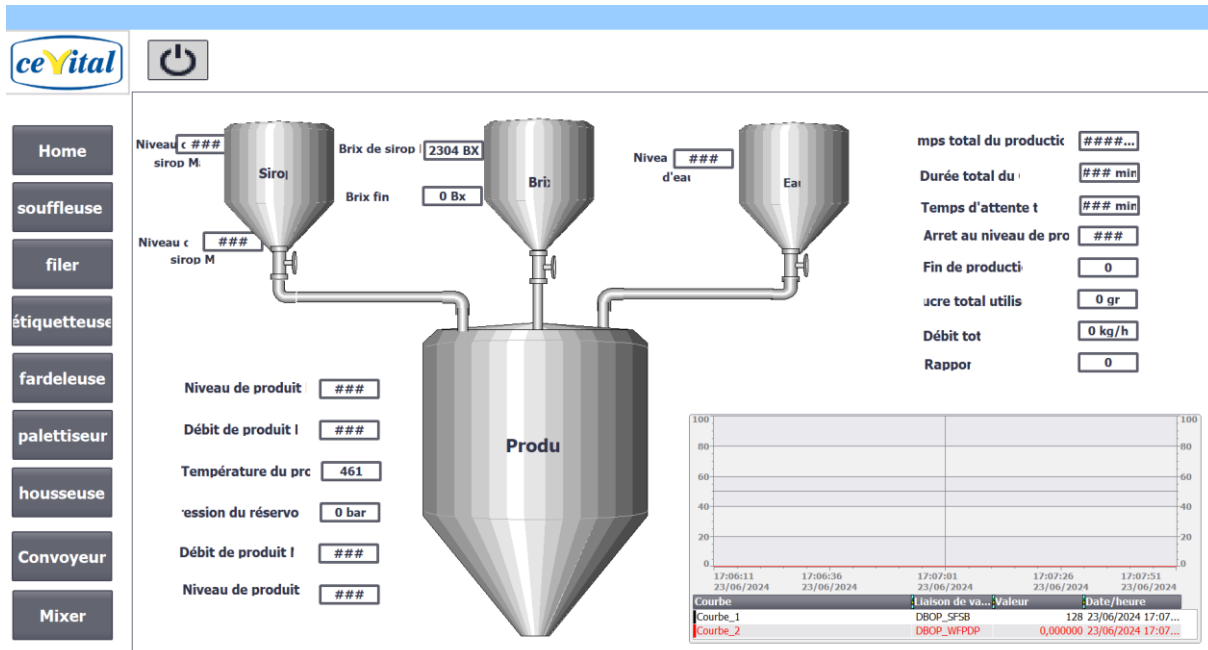 ceVital
Home
souffleuse
filer
étiquetteuse
fardeleuse
palettiseur
housseuse
Convoyeur
Mixer
Niveau c ###
sirop M
Niveau c ###
sirop M
Sirop
Brix de sirop 2304 BX
Brix fin 0 Bx
Brix
Nivea ###
d'eau
Eau
mps total du productic ####...
Durée total du ### min
Temps d'attente t ### min
Arret au niveau de pro ###
Fin de producti 0
ucre total utilis 0 gr
Débit tot 0 kg/h
Rappor 0
Niveau de produit ###
Débit de produit ###
Température du prc 461
ession du réservo 0 bar
Débit de produit ###
Niveau de produit ###
Produ
100 100
80 80
60 60
40 40
20 20
0 0
17:06:11 17:06:36 17:07:01 17:07:26 17:07:51
23/06/2024 23/06/2024 23/06/2024 23/06/2024 23/06/2024
Courbe Liaison de va... Valeur Date/heure
Courbe_1 DBOP_SFSB 128 23/06/2024 17:07...
Courbe_2 DBOP_WFPDP 0,000000 23/06/2024 17:07...